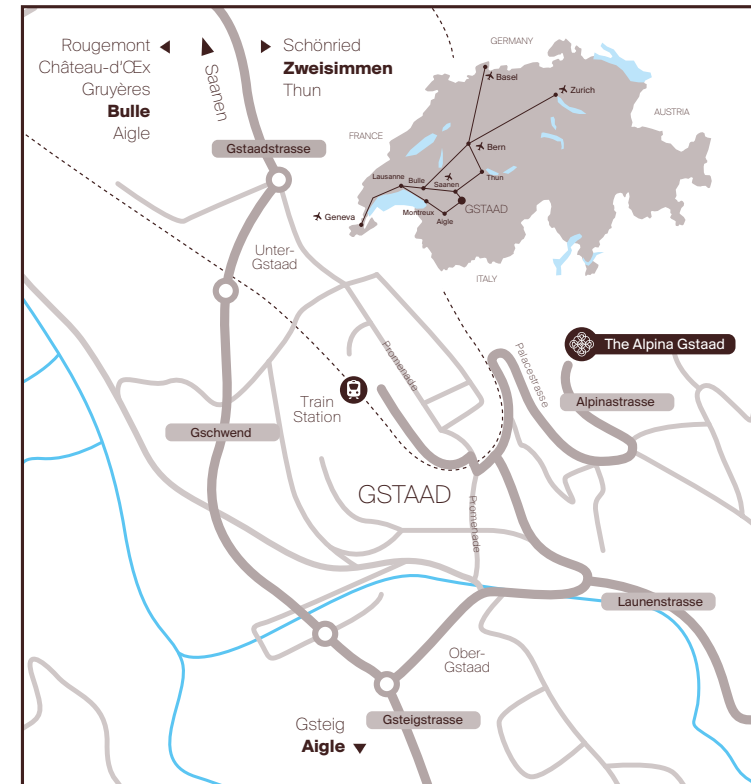 Rougemont
Château-d'Œx
Gruyères
Bulle
Aigle
Saanen
Schönried
Zweisimmen
Thun
GERMANY
Basel
Zurich
AUSTRIA
FRANCE
Bern
Lausanne
Bulle
Saanen
Thun
GSTAAD
Montreux
Aigle
Geneva
ITALY
Gstaadstrasse
Unter-
Gstaad
Promenade
Palacestrasse
The Alpina Gstaad
Alpinastrasse
Train
Station
Gschwend
GSTAAD
Promenade
Launenstrasse
Ober-
Gstaad
Gsteigstrasse
Gsteig
Aigle